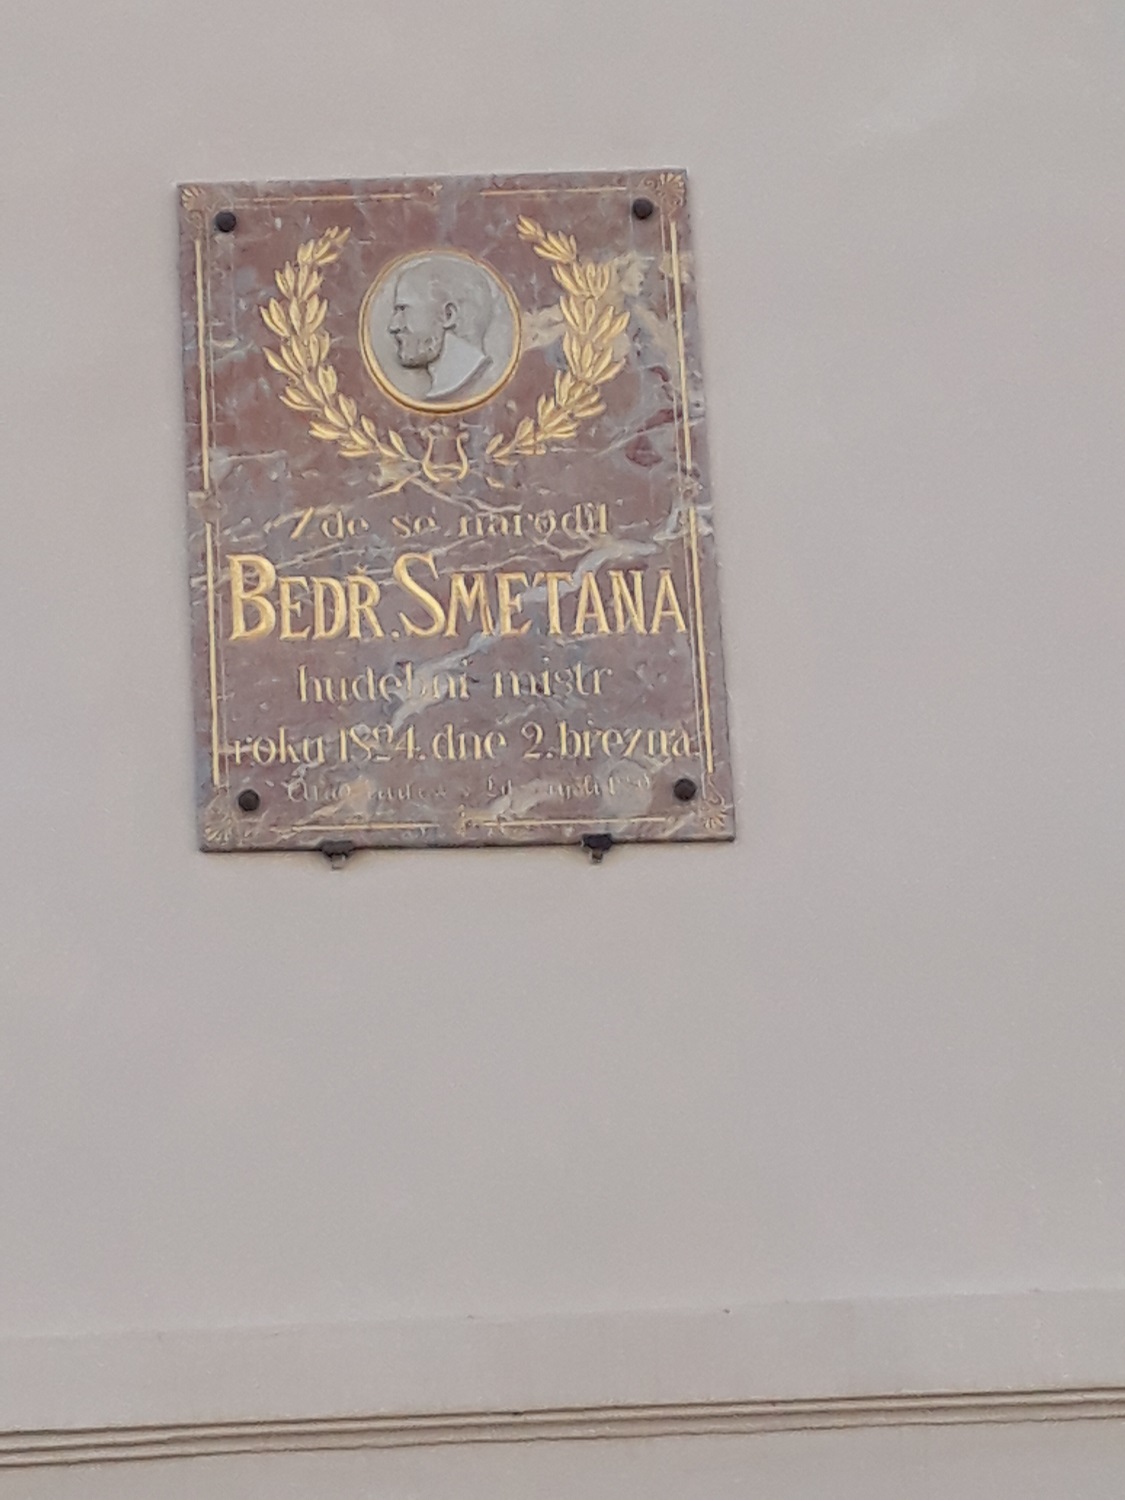 Zde se narodil
BEDŘ. SMETANA
hudební mistr
roku 1824. dne 2. března